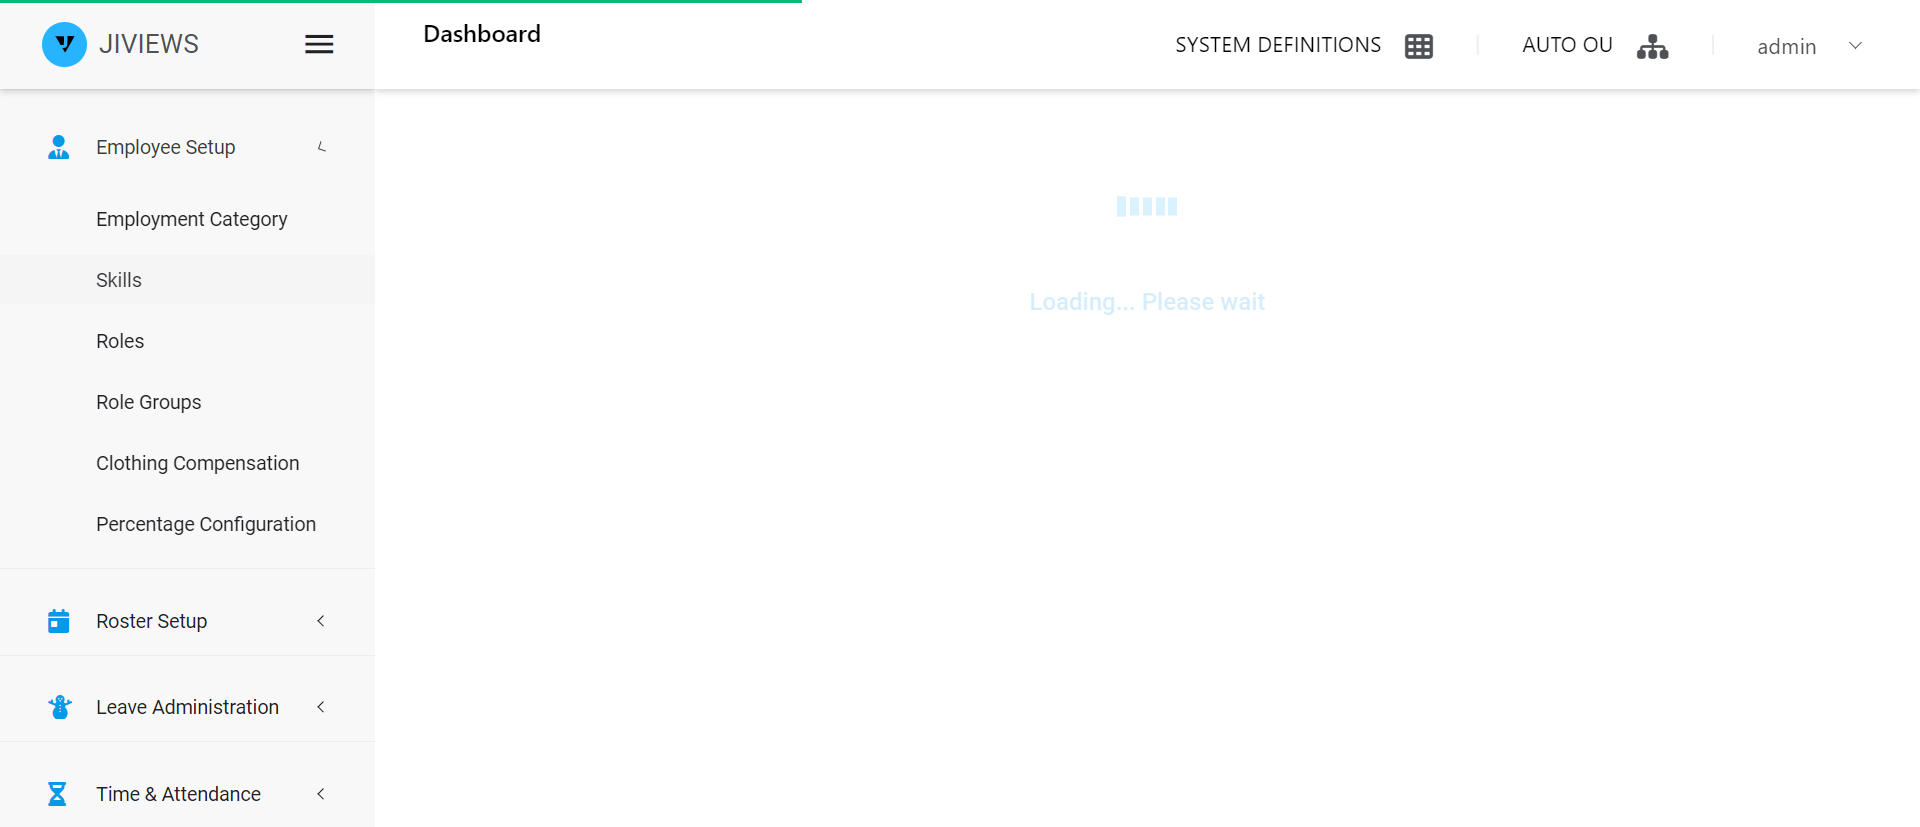 JIVIEWS
Dashboard
SYSTEM DEFINITIONS
AUTO OU
admin
Employee Setup
Employment Category
Skills
Roles
Role Groups
Clothing Compensation
Percentage Configuration
Roster Setup
Leave Administration
Time & Attendance
Loading... Please wait